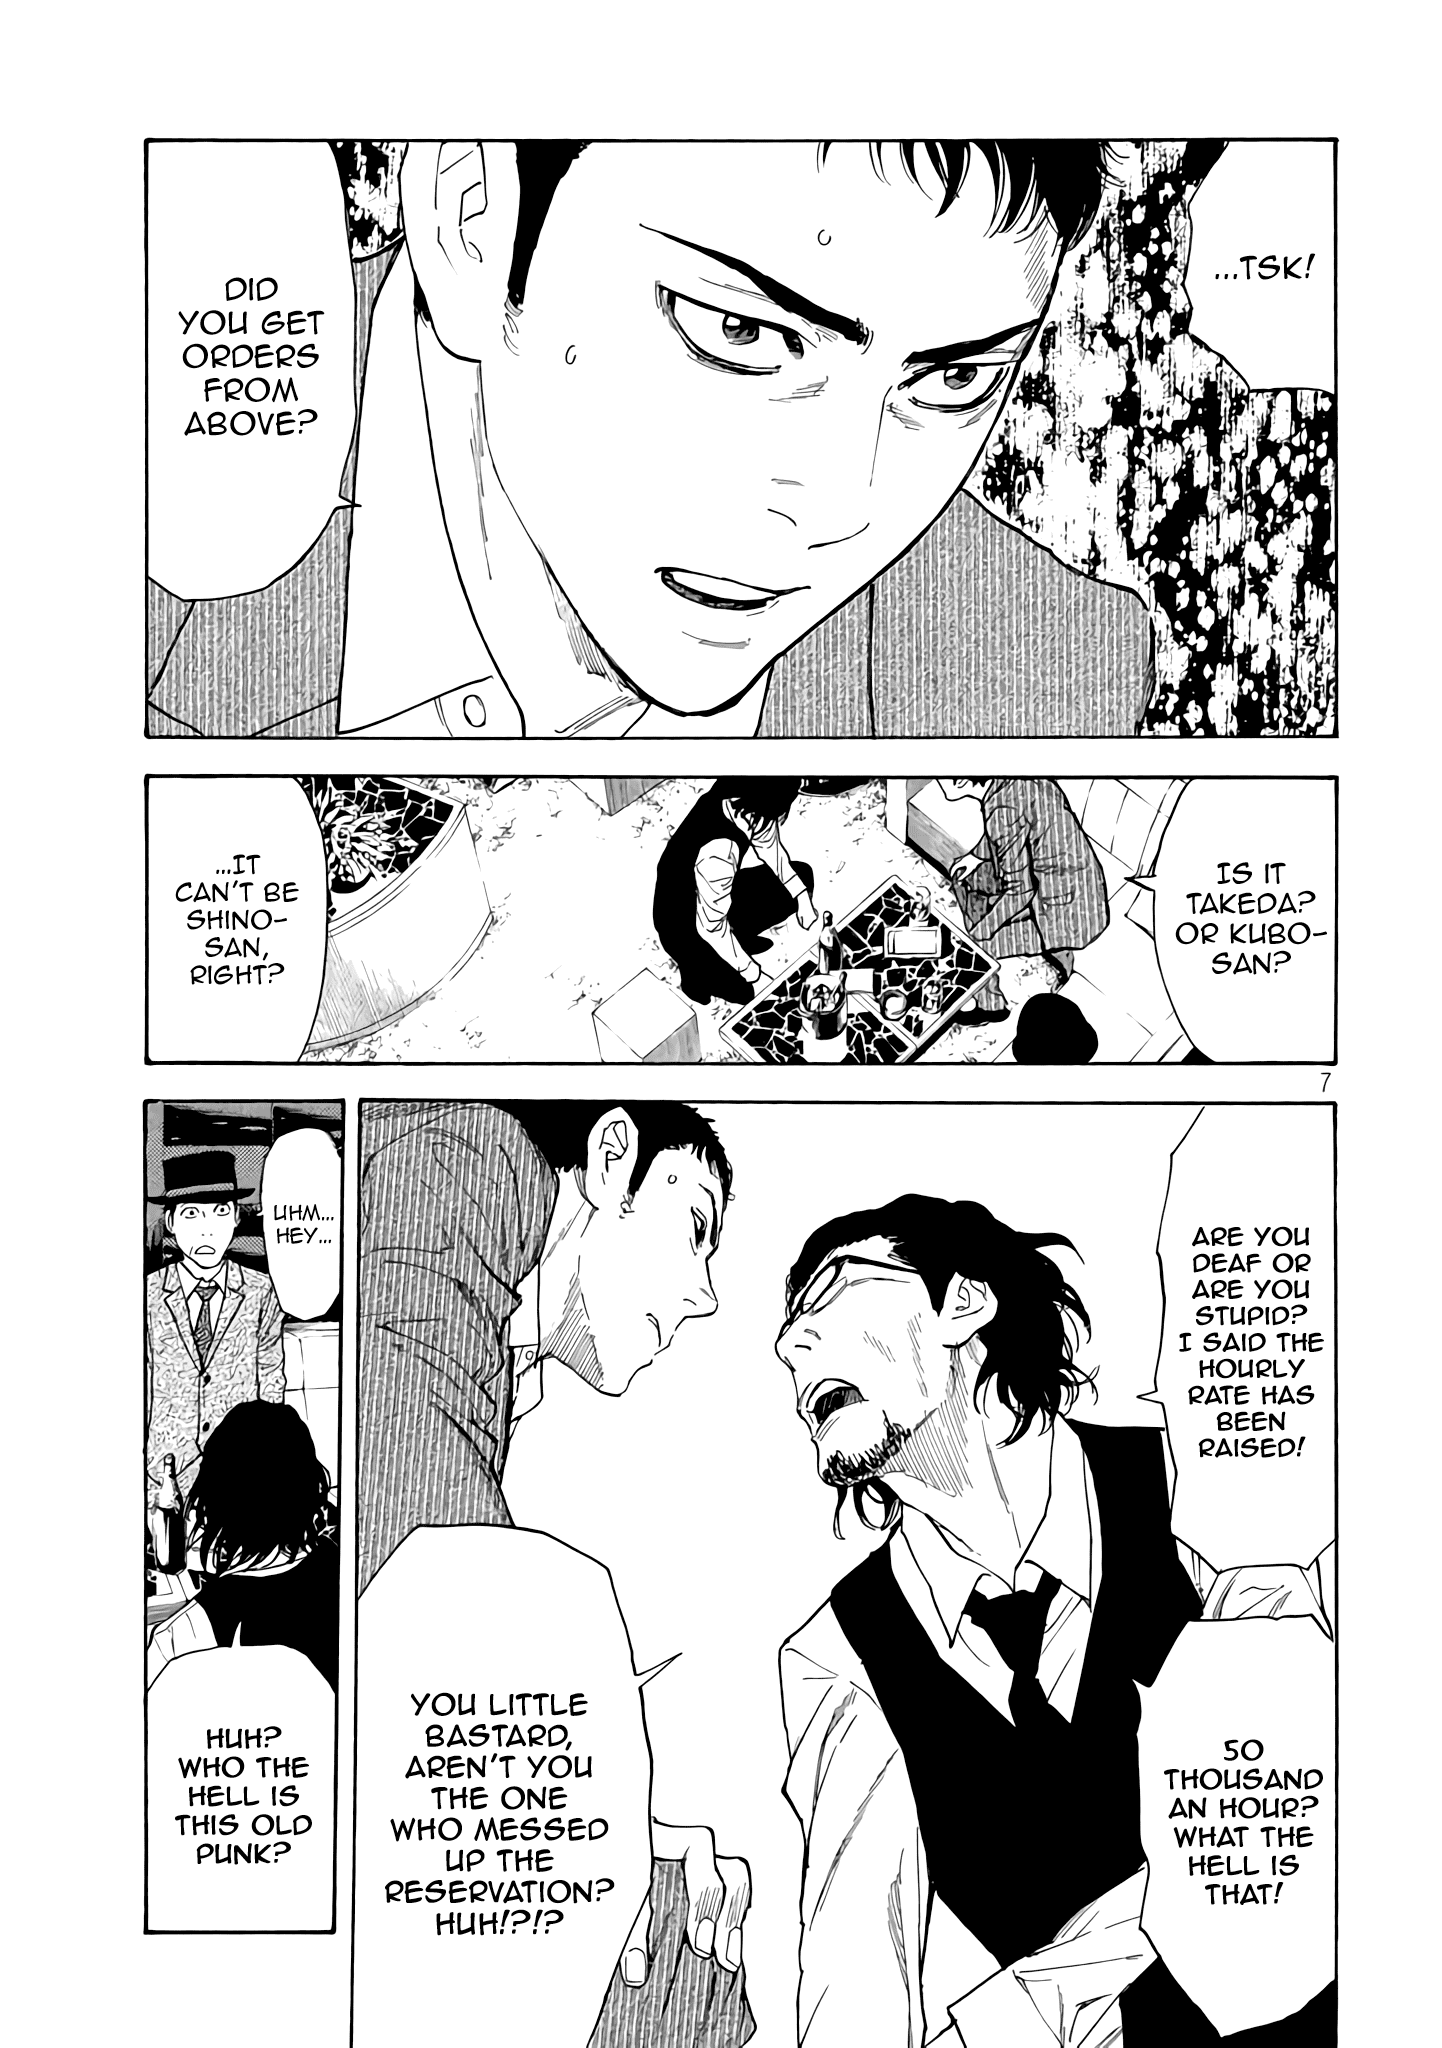 ...TSK!
DID
YOU GET
ORDERS
FROM
ABOVE?
IS IT
TAKEDA?
OR KUBO-
SAN?
...IT
CAN'T BE
SHINO-
SAN,
RIGHT?
7
ARE YOU
DEAF OR
ARE YOU
STUPID?
I SAID THE
HOURLY
RATE HAS
BEEN
RAISED!
50
THOUSAND
AN HOUR?
WHAT THE
HELL IS
THAT!
YOU LITTLE
BASTARD,
AREN'T YOU
THE ONE
WHO MESSED
UP THE
RESERVATION?
HUH!?!?
UHM...
HEY...
HUH?
WHO THE
HELL IS
THIS OLD
PUNK?